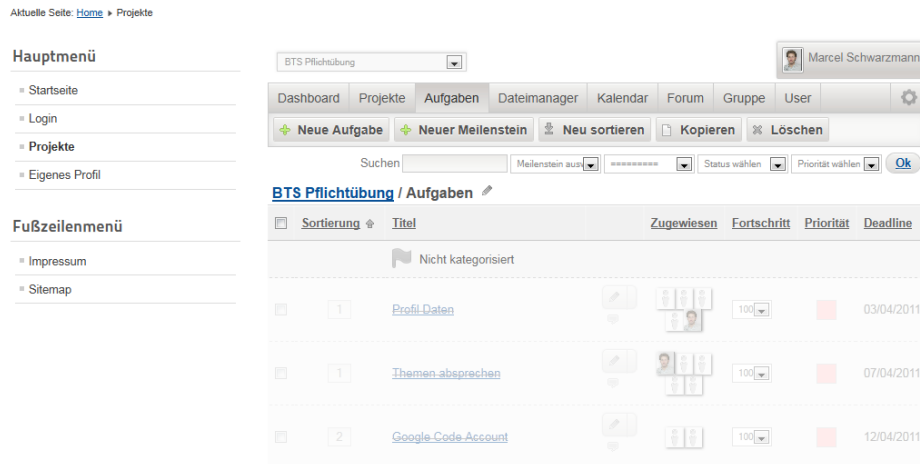 Aktuelle Seite: Home ▸ Projekte
Hauptmenü
Startseite
Login
Projekte
Eigenes Profil
Fußzeilenmenü
Impressum
Sitemap
BTS Pflichtübung
Marcel Schwarzmann
Dashboard Projekte Aufgaben Dateimanager Kalendar Forum Gruppe User
Neue Aufgabe Neuer Meilenstein Neu sortieren Kopieren Löschen
Suchen Meilenstein ausw ========= Status wählen Priorität wählen Ok
BTS Pflichtübung / Aufgaben
Sortierung Titel Zugewiesen Fortschritt Priorität Deadline
Nicht kategorisiert
1 Profil Daten 100 03/04/2011
1 Themen absprechen 100 07/04/2011
2 Google Code Account 100 12/04/2011